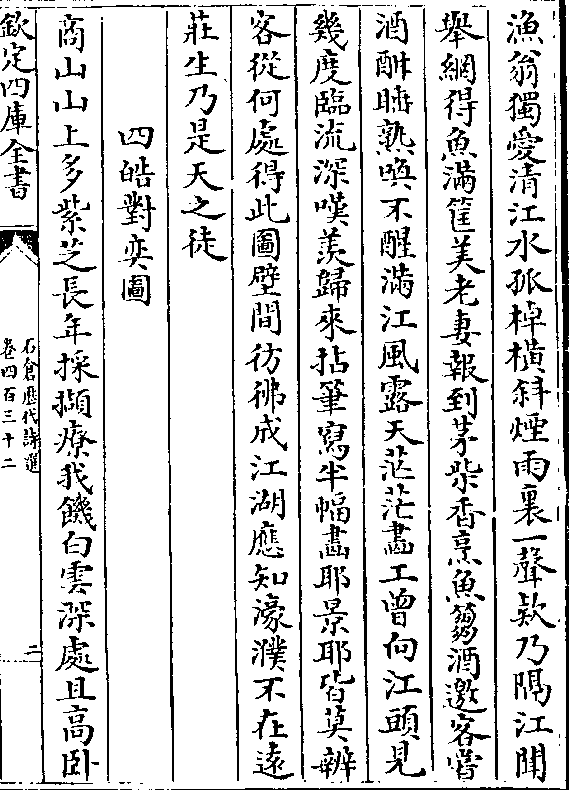 漁翁獨愛清江水孤棹橫斜煙雨裏一聲欵乃隔江聞
舉網得魚滿筐美老妻報到茅柴香烹魚芻酒邀客嘗
酒酣睡熟喚不醒滿江風露天茫茫畵工曾向江頭見
幾度臨流深嘆羨歸來拈筆寫半幅畵耶景耶皆莫辨
客從何處得此圖壁間彷彿成江湖應知濠濮不在遠
莊生乃是天之徒
四皓對奕圖
商山山上多紫芝長年採擷療我饑白雲深處且高卧
欽定四庫全書
石倉歷代詩選
卷四百三十二
二